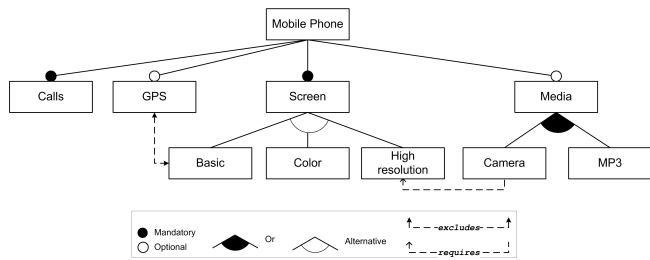 Mobile Phone
Calls
GPS
Screen
Media
Basic
Color
High
resolution
Camera
MP3
Mandatory
Optional
Or
Alternative
excludes
requires